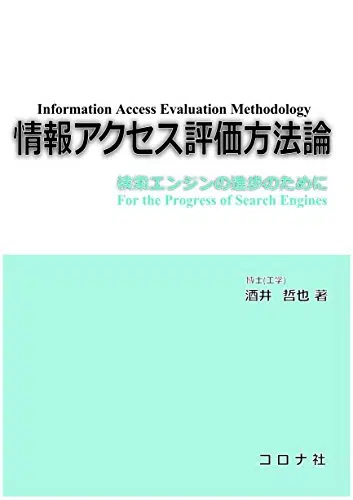 Information Access Evaluation Methodology
情報アクセス評価方法論
検索エンジンの進歩のために
For the Progress of Search Engines
博士(工学)
酒井 哲也 著
コロナ社